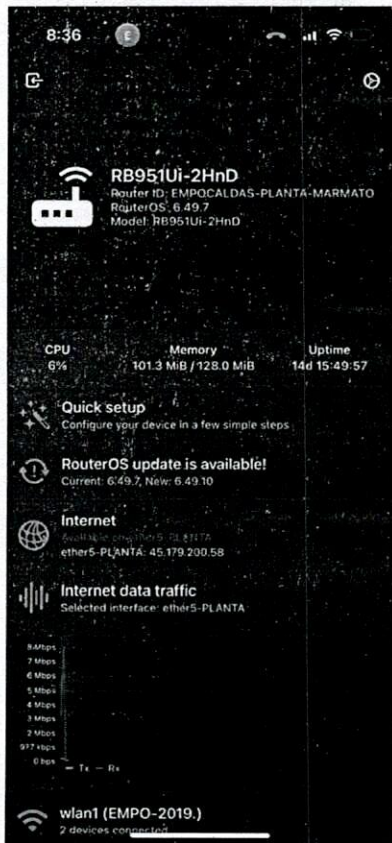 8:36
E
RB951Ui-2HnD
Router ID: EMPOCALDAS-PLANTA-MARMATO
RouterOS: 6.49.7
Model: RB951Ui-2HnD
CPU Memory Uptime
6% 101.3 MiB / 128.0 MiB 14d 15:49:57
Quick setup
Configure your device in a few simple steps
RouterOS update is available!
Current: 6.49.7, New: 6.49.10
Internet
Available on ether5-PLANTA
ether5-PLANTA: 45.179.200.58
Internet data traffic
Selected interface: ether5-PLANTA
8 Mbps
7 Mbps
6 Mbps
5 Mbps
4 Mbps
3 Mbps
2 Mbps
977 kbps
0 bps
Tx Rx
wlan1 (EMPO-2019.)
2 devices connected